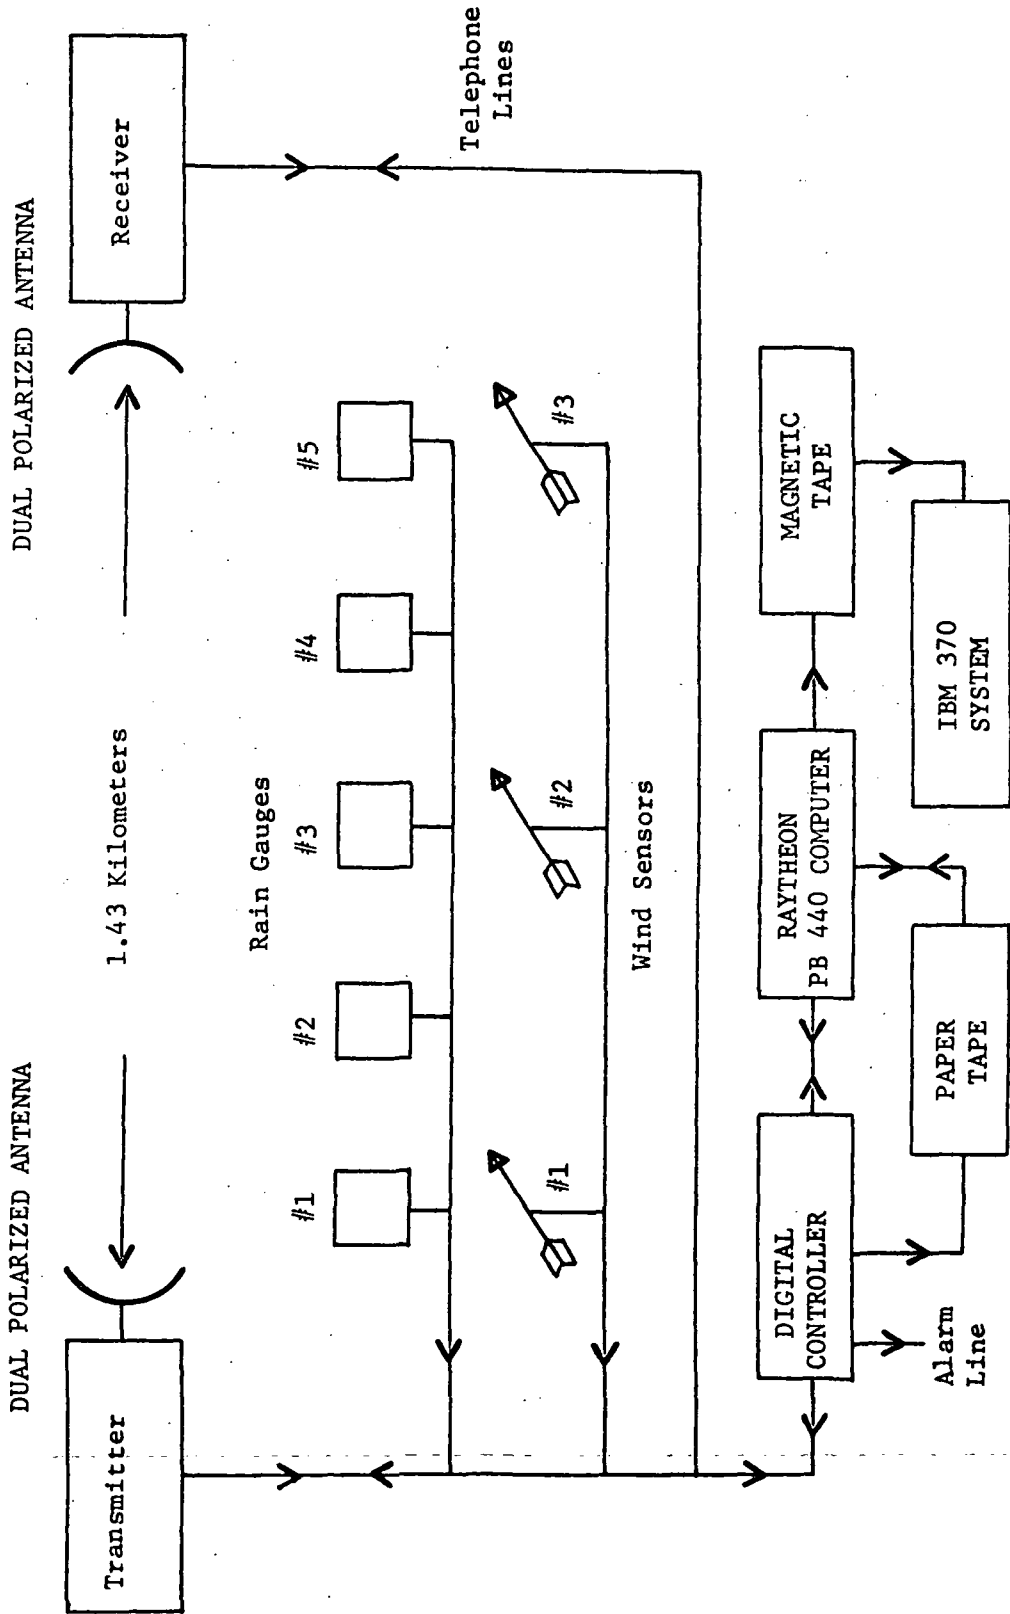 DUAL POLARIZED ANTENNA
DUAL POLARIZED ANTENNA
Transmitter
1.43 Kilometers
Receiver
Rain Gauges
#1
#2
#3
#4
#5
Telephone
Lines
#1
#2
#3
Wind Sensors
DIGITAL
CONTROLLER
RAYTHEON
PB 440 COMPUTER
MAGNETIC
TAPE
Alarm
Line
PAPER
TAPE
IBM 370
SYSTEM